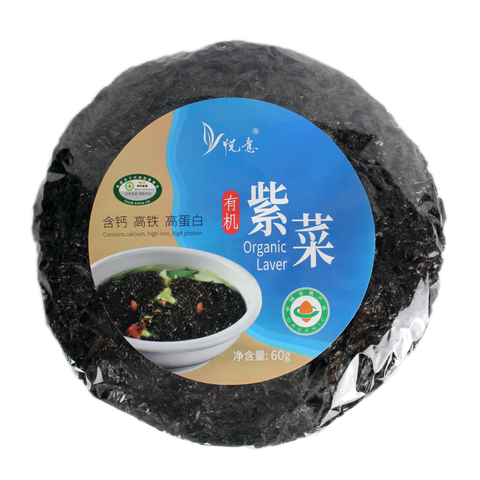 悦意®
有机
紫菜
Organic
Laver
含钙 高铁 高蛋白
Contains calcium, high iron, high protein
净含量: 60g